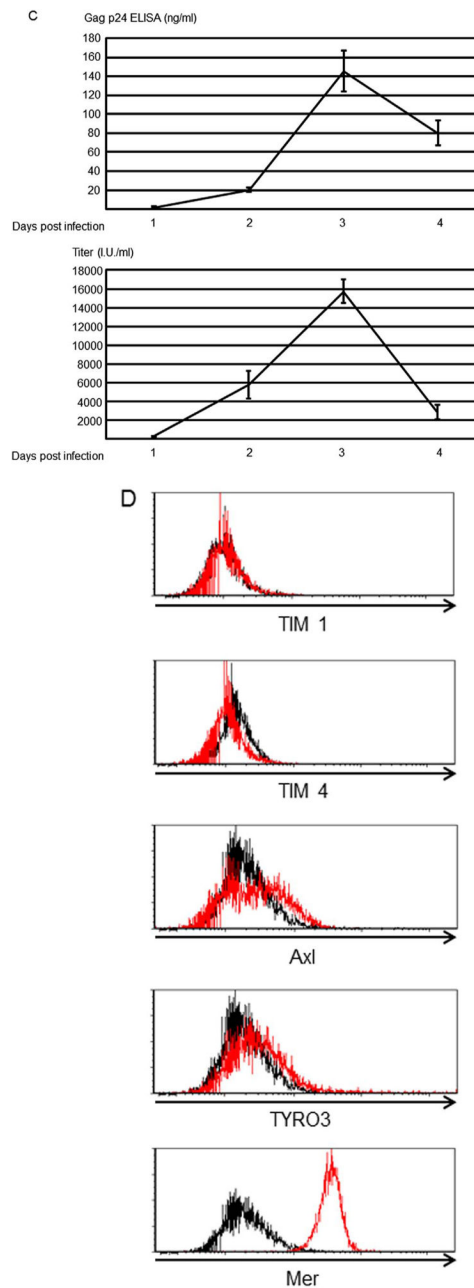 C
Gag p24 ELISA (ng/ml)
180
160
140
120
100
80
60
40
20
Days post infection 1 2 3 4
Titer (I.U./ml)
18000
16000
14000
12000
10000
8000
6000
4000
2000
Days post infection 1 2 3 4
D
TIM 1
TIM 4
Axl
TYRO3
Mer